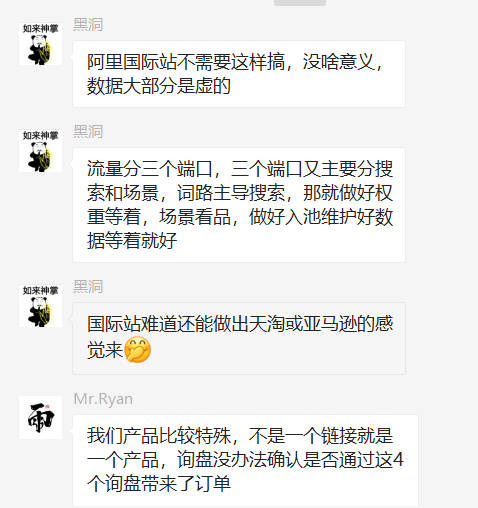 黑洞
如来神掌
阿里国际站不需要这样搞，没啥意义，
数据大部分是虚的
黑洞
如来神掌
流量分三个端口，三个端口又主要分搜
索和场景，词路主导搜索，那就做好权
重等着，场景看品，做好入池维护好数
据等着就好
黑洞
如来神掌
国际站难道还能做出天淘或亚马逊的感
觉来
Mr.Ryan
雨
我们产品比较特殊，不是一个链接就是
一个产品，询盘没办法确认是否通过这4
个询盘带来了订单